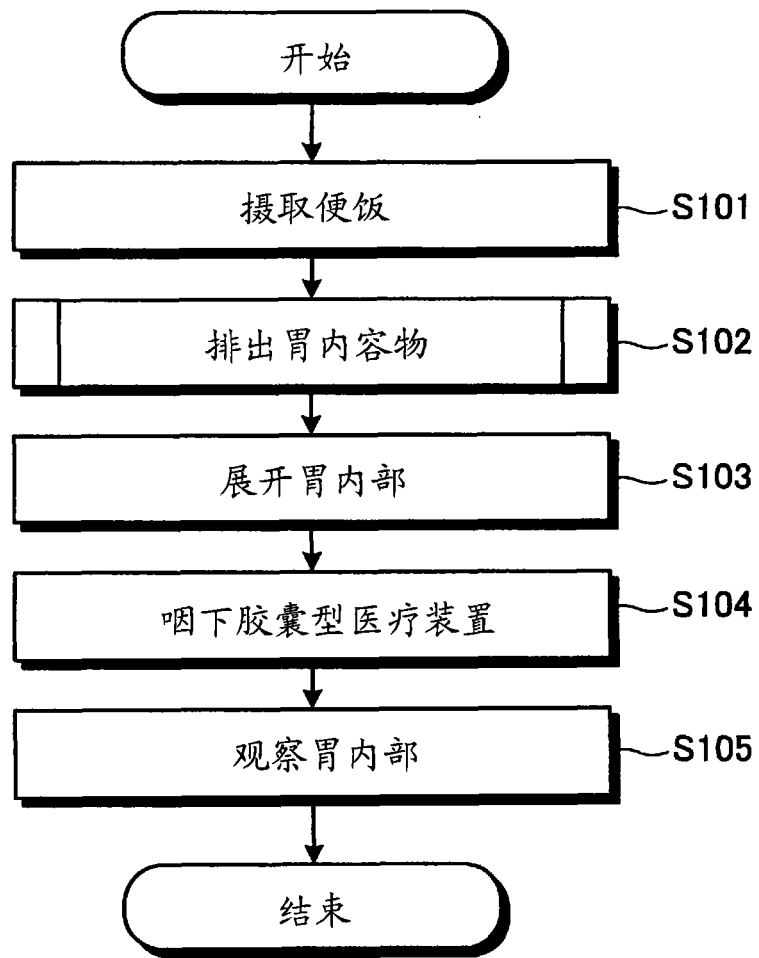 开始
摄取便饭
S101
排出胃内容物
S102
展开胃内部
S103
咽下胶囊型医疗装置
S104
观察胃内部
S105
结束